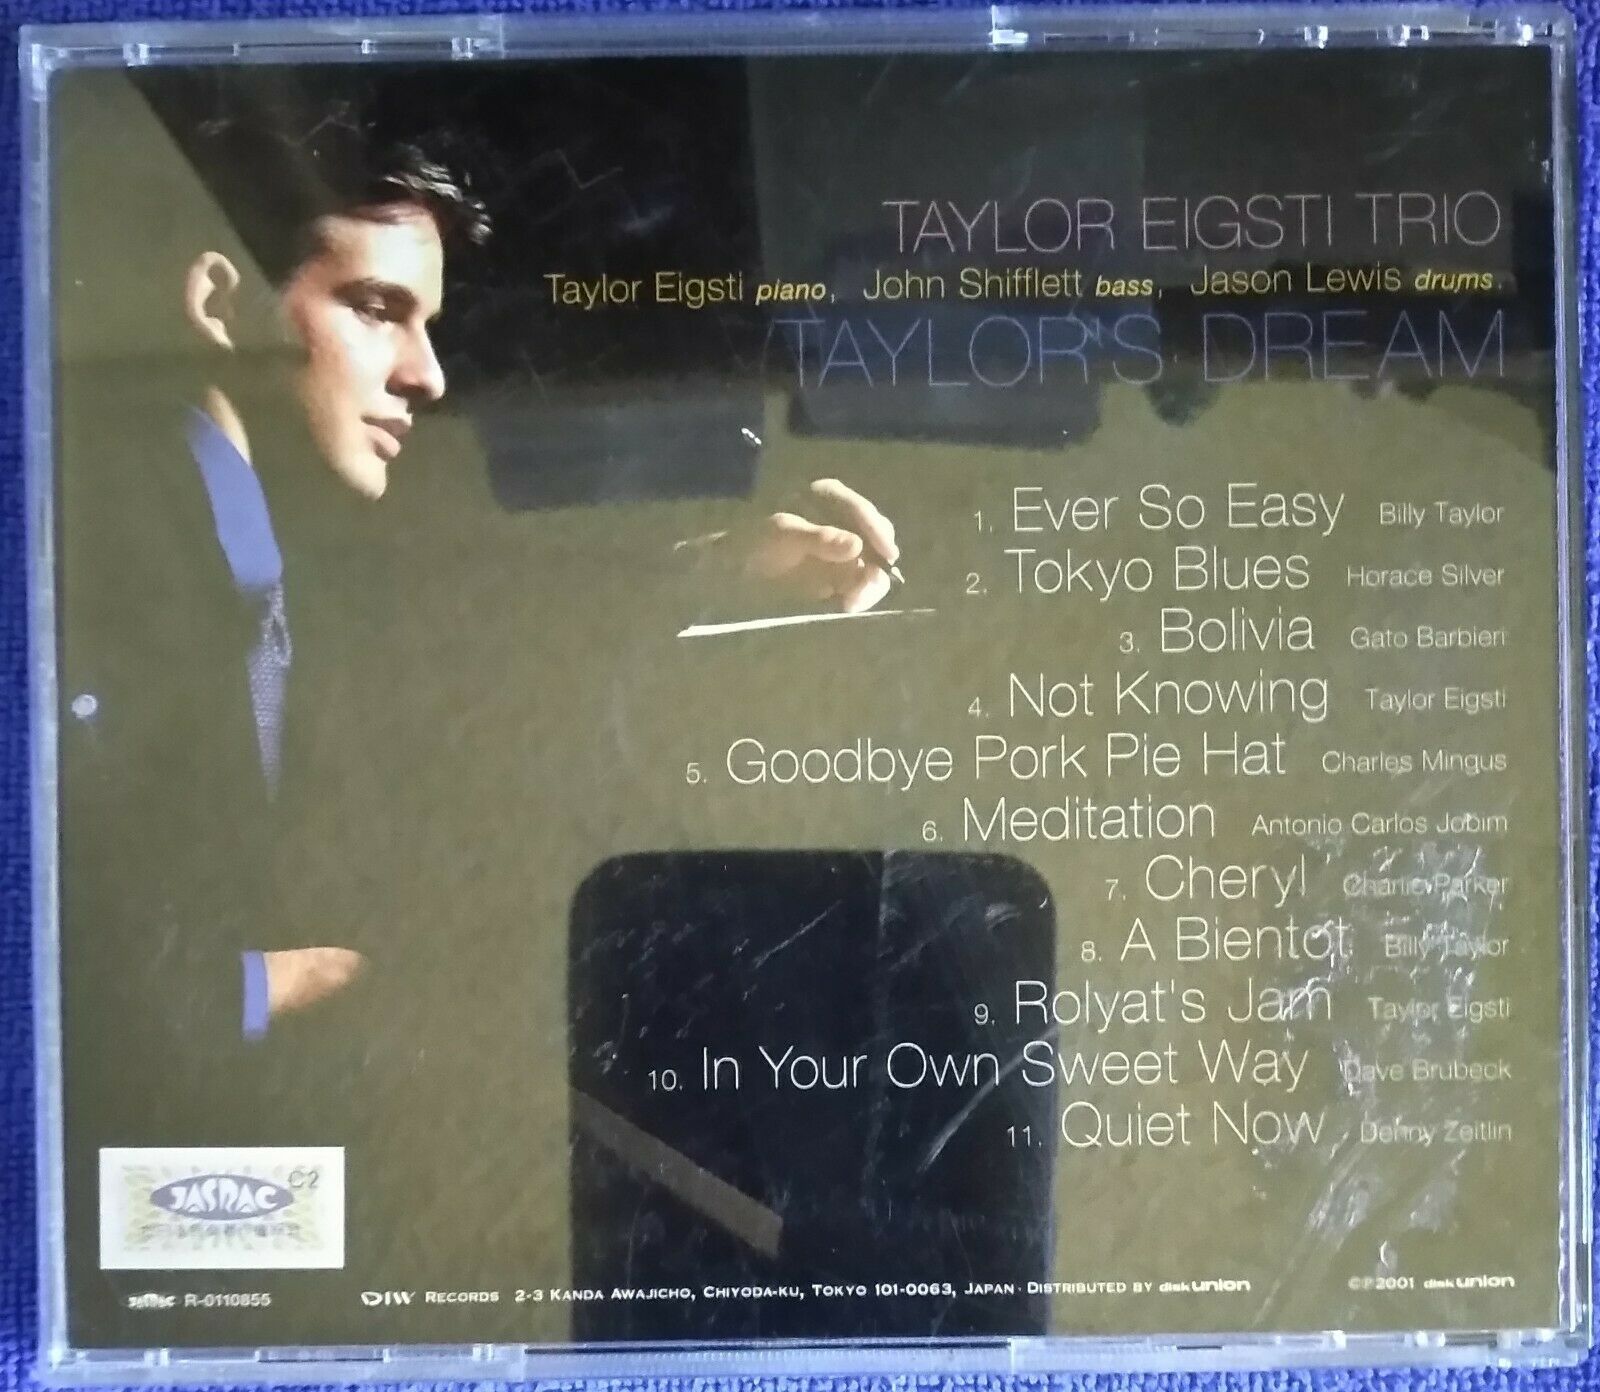 TAYLOR EIGSTI TRIO
Taylor Eigsti piano, John Shifflett bass, Jason Lewis drums.
TAYLOR'S DREAM
1. Ever So Easy Billy Taylor
2. Tokyo Blues Horace Silver
3. Bolivia Gato Barbieri
4. Not Knowing Taylor Eigsti
5. Goodbye Pork Pie Hat Charles Mingus
6. Meditation Antonio Carlos Jobim
7. Cheryl Charlie Parker
8. A Bientot Billy Taylor
9. Rolyat's Jam Taylor Eigsti
10. In Your Own Sweet Way Dave Brubeck
11. Quiet Now Denny Zeitlin
JASRAC C2
JASRAC R-0110855 DIW RECORDS 2-3 KANDA AWAJICHO, CHIYODA-KU, TOKYO 101-0063, JAPAN · DISTRIBUTED BY disk union ©℗2001 disk union